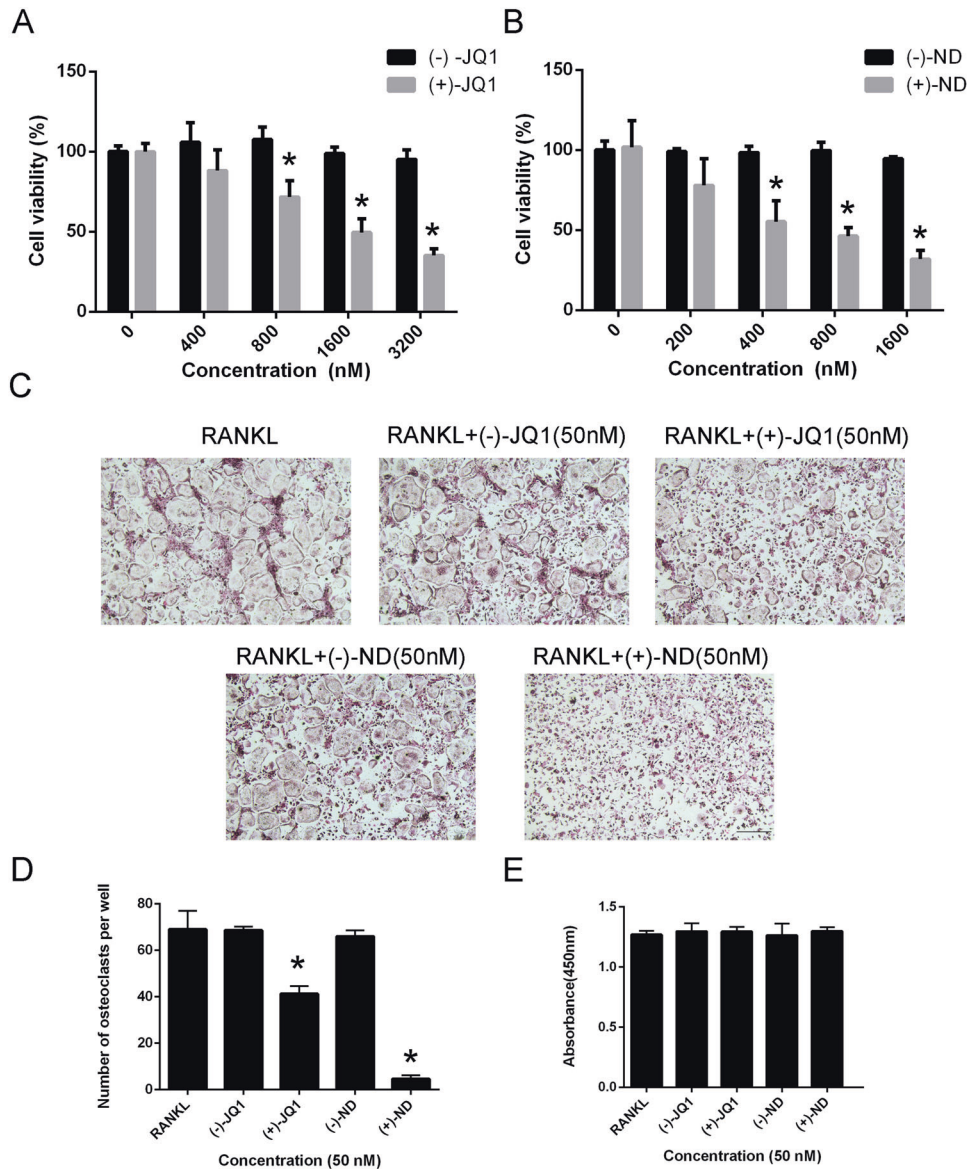 A
(-) -JQ1
(+)-JQ1
Cell viability (%)
150
100
50
0
*
*
*
0
400
800
1600
3200
Concentration (nM)
B
(-)-ND
(+)-ND
Cell viability (%)
150
100
50
0
*
*
*
0
200
400
800
1600
Concentration (nM)
C
RANKL
RANKL+(-)-JQ1(50nM)
RANKL+(+)-JQ1(50nM)
RANKL+(-)-ND(50nM)
RANKL+(+)-ND(50nM)
D
Number of osteoclasts per well
80
60
40
20
0
*
*
RANKL
(-)-JQ1
(+)-JQ1
(-)-ND
(+)-ND
Concentration (50 nM)
E
Absorbance(450nm)
1.5
1.0
0.5
0.0
RANKL
(-)-JQ1
(+)-JQ1
(-)-ND
(+)-ND
Concentration (50 nM)